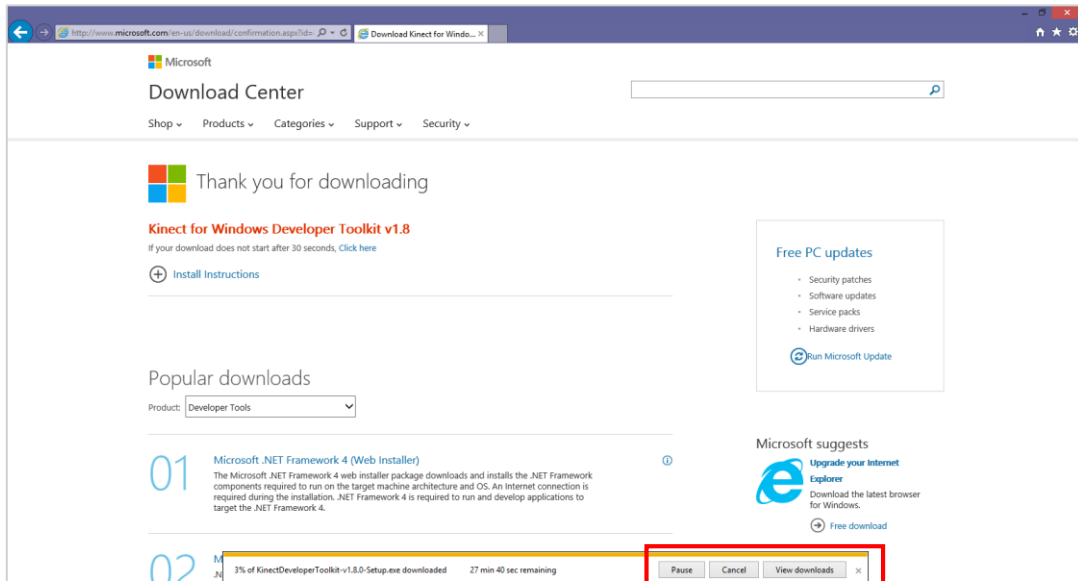 http://www.microsoft.com/en-us/download/confirmation.aspx?id=
Download Kinect for Windo...
Microsoft
Download Center
Shop
Products
Categories
Support
Security
Thank you for downloading
Kinect for Windows Developer Toolkit v1.8
If your download does not start after 30 seconds, Click here
Install Instructions
Free PC updates
Security patches
Software updates
Service packs
Hardware drivers
Run Microsoft Update
Popular downloads
Product: Developer Tools
01
Microsoft .NET Framework 4 (Web Installer)
The Microsoft .NET Framework 4 web installer package downloads and installs the .NET Framework
components required to run on the target machine architecture and OS. An Internet connection is
required during the installation. .NET Framework 4 is required to run and develop applications to
target the .NET Framework 4.
Microsoft suggests
Upgrade your Internet
Explorer
Download the latest browser
for Windows.
Free download
02
M
.N
3% of KinectDeveloperToolkit-v1.8.0-Setup.exe downloaded 27 min 40 sec remaining
Pause
Cancel
View downloads